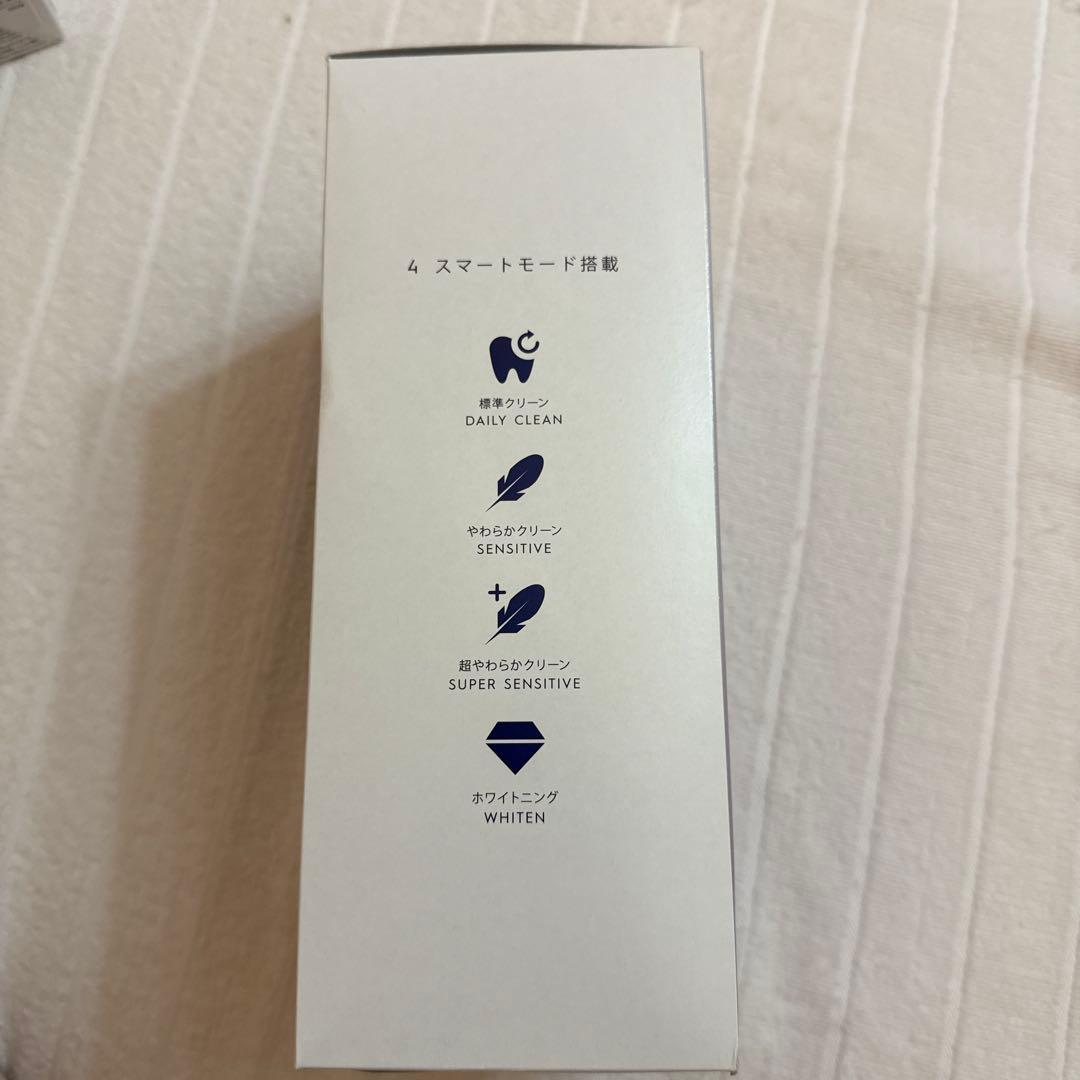 4 スマートモード搭載
標準クリーン
DAILY CLEAN
やわらかクリーン
SENSITIVE
超やわらかクリーン
SUPER SENSITIVE
ホワイトニング
WHITEN